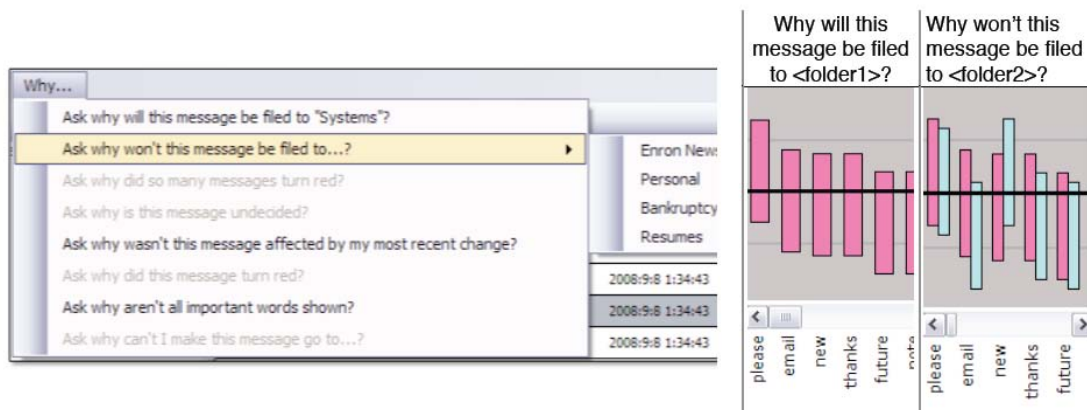 Why...
Ask why will this message be filed to "Systems"?
Ask why won't this message be filed to...?
Ask why did so many messages turn red?
Ask why is this message undecided?
Ask why wasn't this message affected by my most recent change?
Ask why did this message turn red?
Ask why aren't all important words shown?
Ask why can't I make this message go to...?
Enron News
Personal
Bankruptcy
Resumes
2008:9:8 1:34:43
2008:9:8 1:34:43
2008:9:8 1:34:43
Why will this
message be filed
to <folder1>?
please
email
new
thanks
future
Why won't this
message be filed
to <folder2>?
please
email
new
thanks
future